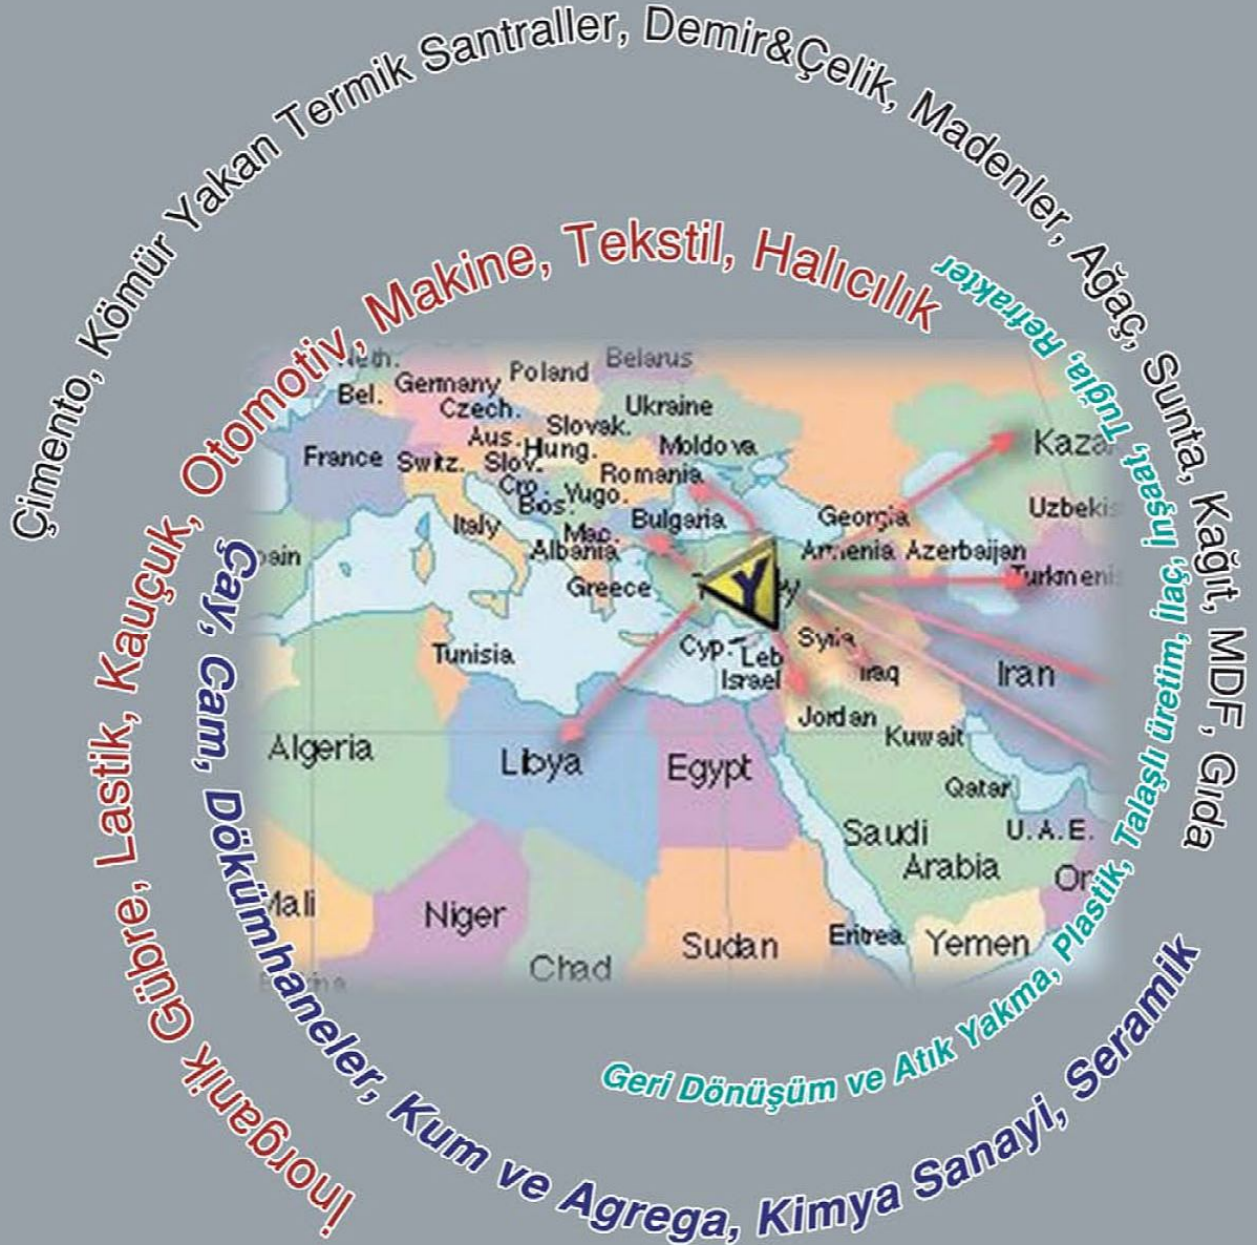 Çimento, Kömür Yakan Termik Santraller, Demir&Çelik, Madenler, Ağaç, Sunta, Kağıt, MDF, Gıda
İnorganik Gübre, Lastik, Kauçuk, Otomotiv, Makine, Tekstil, Halıcılık
Geri Dönüşüm ve Atık Yakma, Plastik, Talaşlı üretim, İlaç, İnşaat, Tuğla, Refrakter
Çay, Cam, Dökümhaneler, Kum ve Agrega, Kimya Sanayi, Seramik
Neth.
Belarus
Poland
Germany
Bel.
Czech.
Ukraine
Slovak.
Aus.
Hung.
Moldova
Kaza
France
Switz.
Slov.
Romania
Cro.
Yugo.
Bos.
Uzbekis
Italy
Mac.
Bulgaria
Georgia
Albania
Armenia
Azerbaijan
pain
Greece
Y
Turkmenis
Tunisia
Cyp.
Leb
Syria
Israel
Iraq
Iran
Jordan
Algeria
Libya
Egypt
Kuwait
Qatar
Saudi
Arabia
U.A.E.
Or
Mali
Niger
Chad
Sudan
Eritrea
Yemen